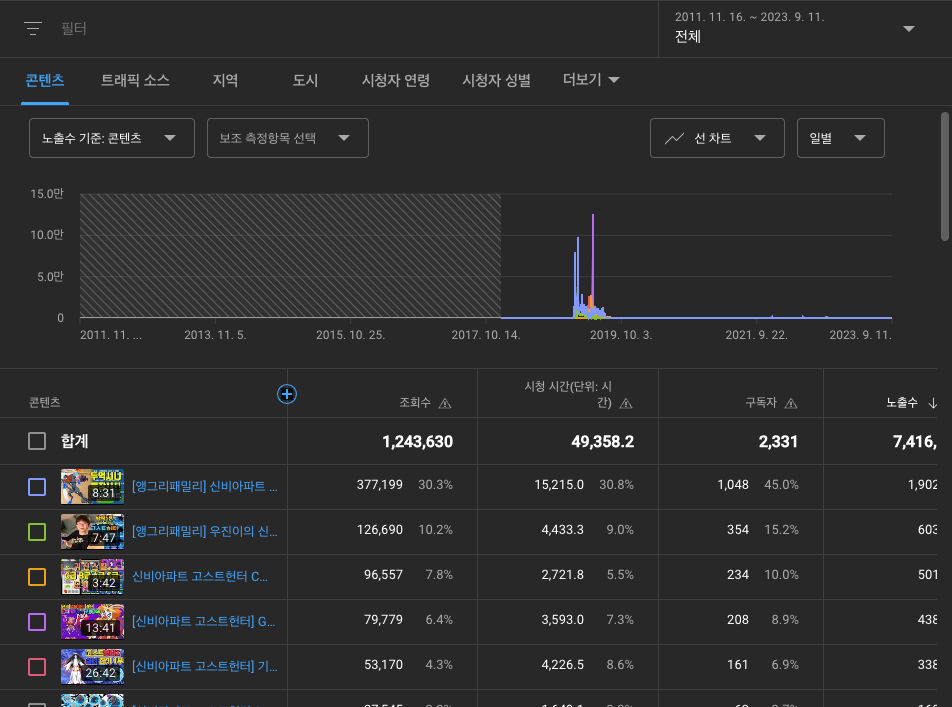 필터
2011. 11. 16. ~ 2023. 9. 11.
전체
콘텐츠 트래픽 소스 지역 도시 시청자 연령 시청자 성별 더보기
노출수 기준: 콘텐츠 보조 측정항목 선택 선 차트 일별
15.0만
10.0만
5.0만
0
2011. 11. ... 2013. 11. 5. 2015. 10. 25. 2017. 10. 14. 2019. 10. 3. 2021. 9. 22. 2023. 9. 11.
콘텐츠 조회수 시청 시간(단위: 시간) 구독자 노출수
합계 1,243,630 49,358.2 2,331 7,416,
8:31 [앵그리패밀리] 신비아파트 ... 377,199 30.3% 15,215.0 30.8% 1,048 45.0% 1,902
7:47 [앵그리패밀리] 우진이의 신... 126,690 10.2% 4,433.3 9.0% 354 15.2% 603
3:42 신비아파트 고스트헌터 C... 96,557 7.8% 2,721.8 5.5% 234 10.0% 501
13:41 [신비아파트 고스트헌터] G... 79,779 6.4% 3,593.0 7.3% 208 8.9% 438
26:42 [신비아파트 고스트헌터] 기... 53,170 4.3% 4,226.5 8.6% 161 6.9% 338